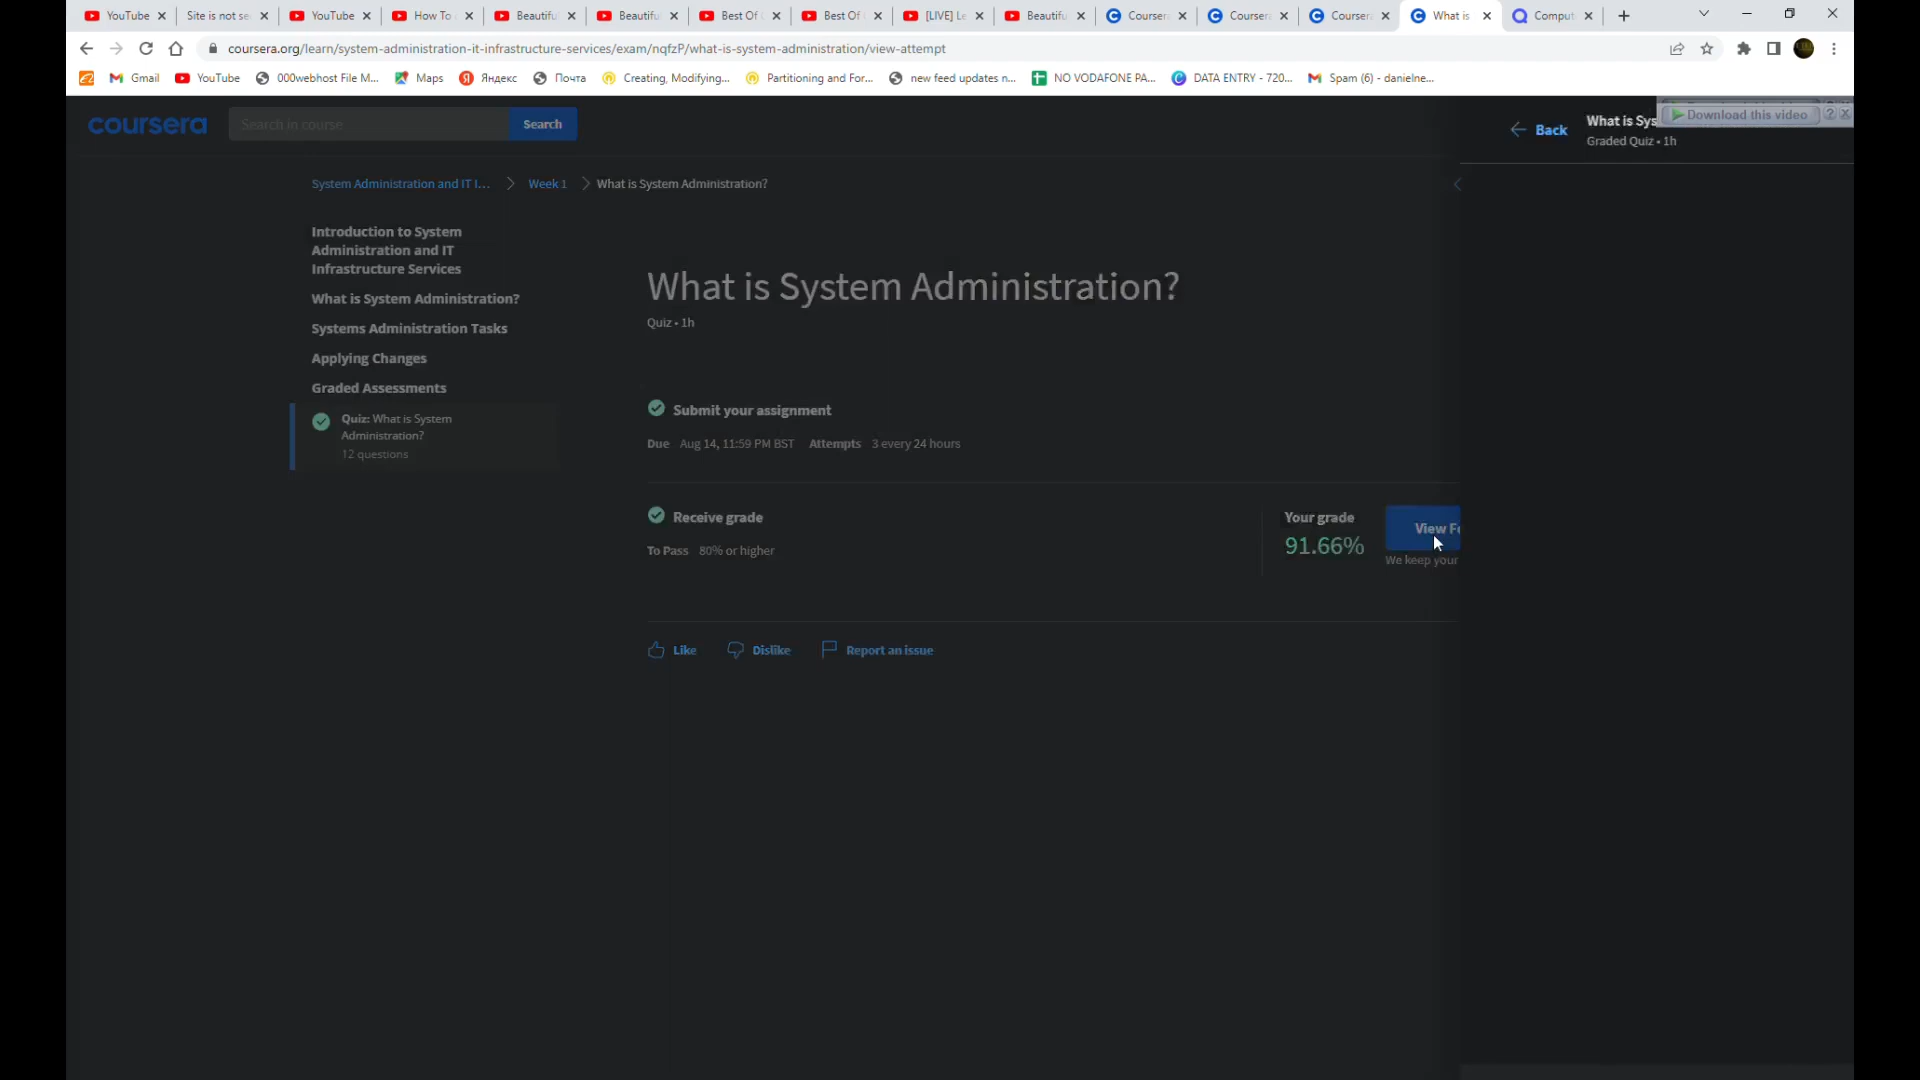 YouTube
Site is not se
YouTube
How To
Beautifu
Beautifu
Best Of
Best Of
[LIVE] Le
Beautifu
Course
Course
Course
What is
Comput
coursera.org/learn/system-administration-it-infrastructure-services/exam/nqfzP/what-is-system-administration/view-attempt
Gmail
YouTube
000webhost File M...
Maps
Яндекс
Почта
Creating, Modifying...
Partitioning and For...
new feed updates n...
NO VODAFONE PA...
DATA ENTRY - 720...
Spam (6) - danielne...
coursera
Search in course
Search
Back
What is Sys
Graded Quiz • 1h
Download this video
System Administration and IT I...
Week 1
What is System Administration?
Introduction to System
Administration and IT
Infrastructure Services
What is System Administration?
Systems Administration Tasks
Applying Changes
Graded Assessments
Quiz: What is System
Administration?
12 questions
What is System Administration?
Quiz • 1h
Submit your assignment
Due Aug 14, 11:59 PM BST Attempts 3 every 24 hours
Receive grade
To Pass 80% or higher
Your grade
91.66%
View Fe
We keep your
Like
Dislike
Report an issue